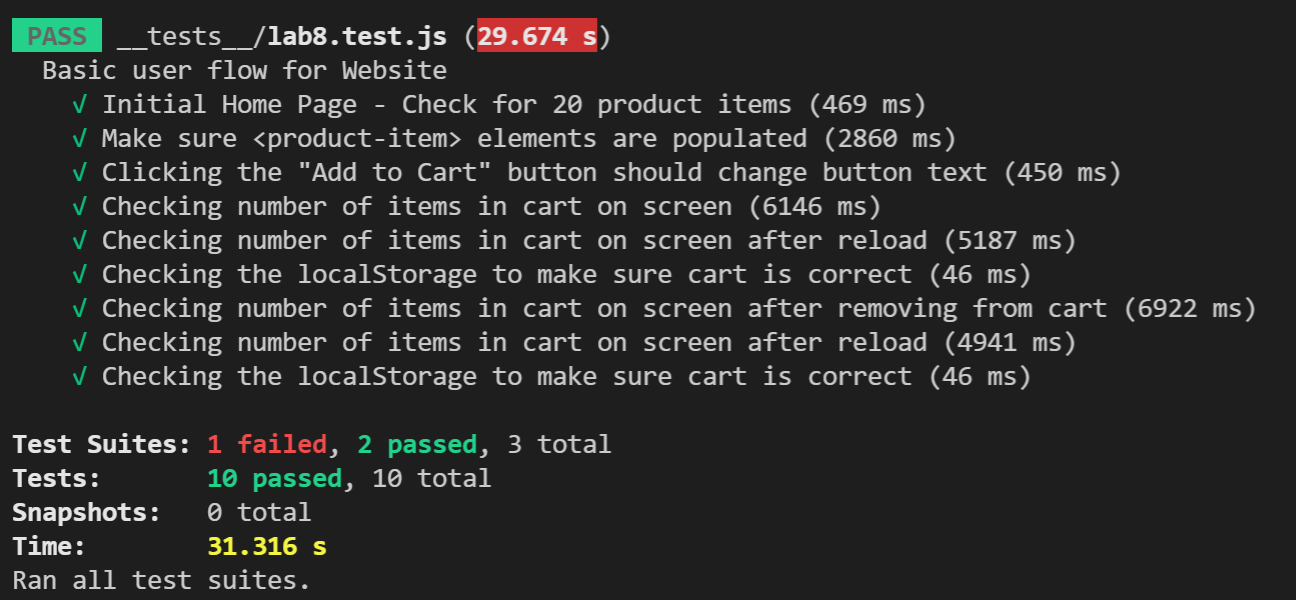 PASS __tests__/lab8.test.js (29.674 s)
Basic user flow for Website
√ Initial Home Page - Check for 20 product items (469 ms)
√ Make sure <product-item> elements are populated (2860 ms)
√ Clicking the "Add to Cart" button should change button text (450 ms)
√ Checking number of items in cart on screen (6146 ms)
√ Checking number of items in cart on screen after reload (5187 ms)
√ Checking the localStorage to make sure cart is correct (46 ms)
√ Checking number of items in cart on screen after removing from cart (6922 ms)
√ Checking number of items in cart on screen after reload (4941 ms)
√ Checking the localStorage to make sure cart is correct (46 ms)
Test Suites: 1 failed, 2 passed, 3 total
Tests: 10 passed, 10 total
Snapshots: 0 total
Time: 31.316 s
Ran all test suites.